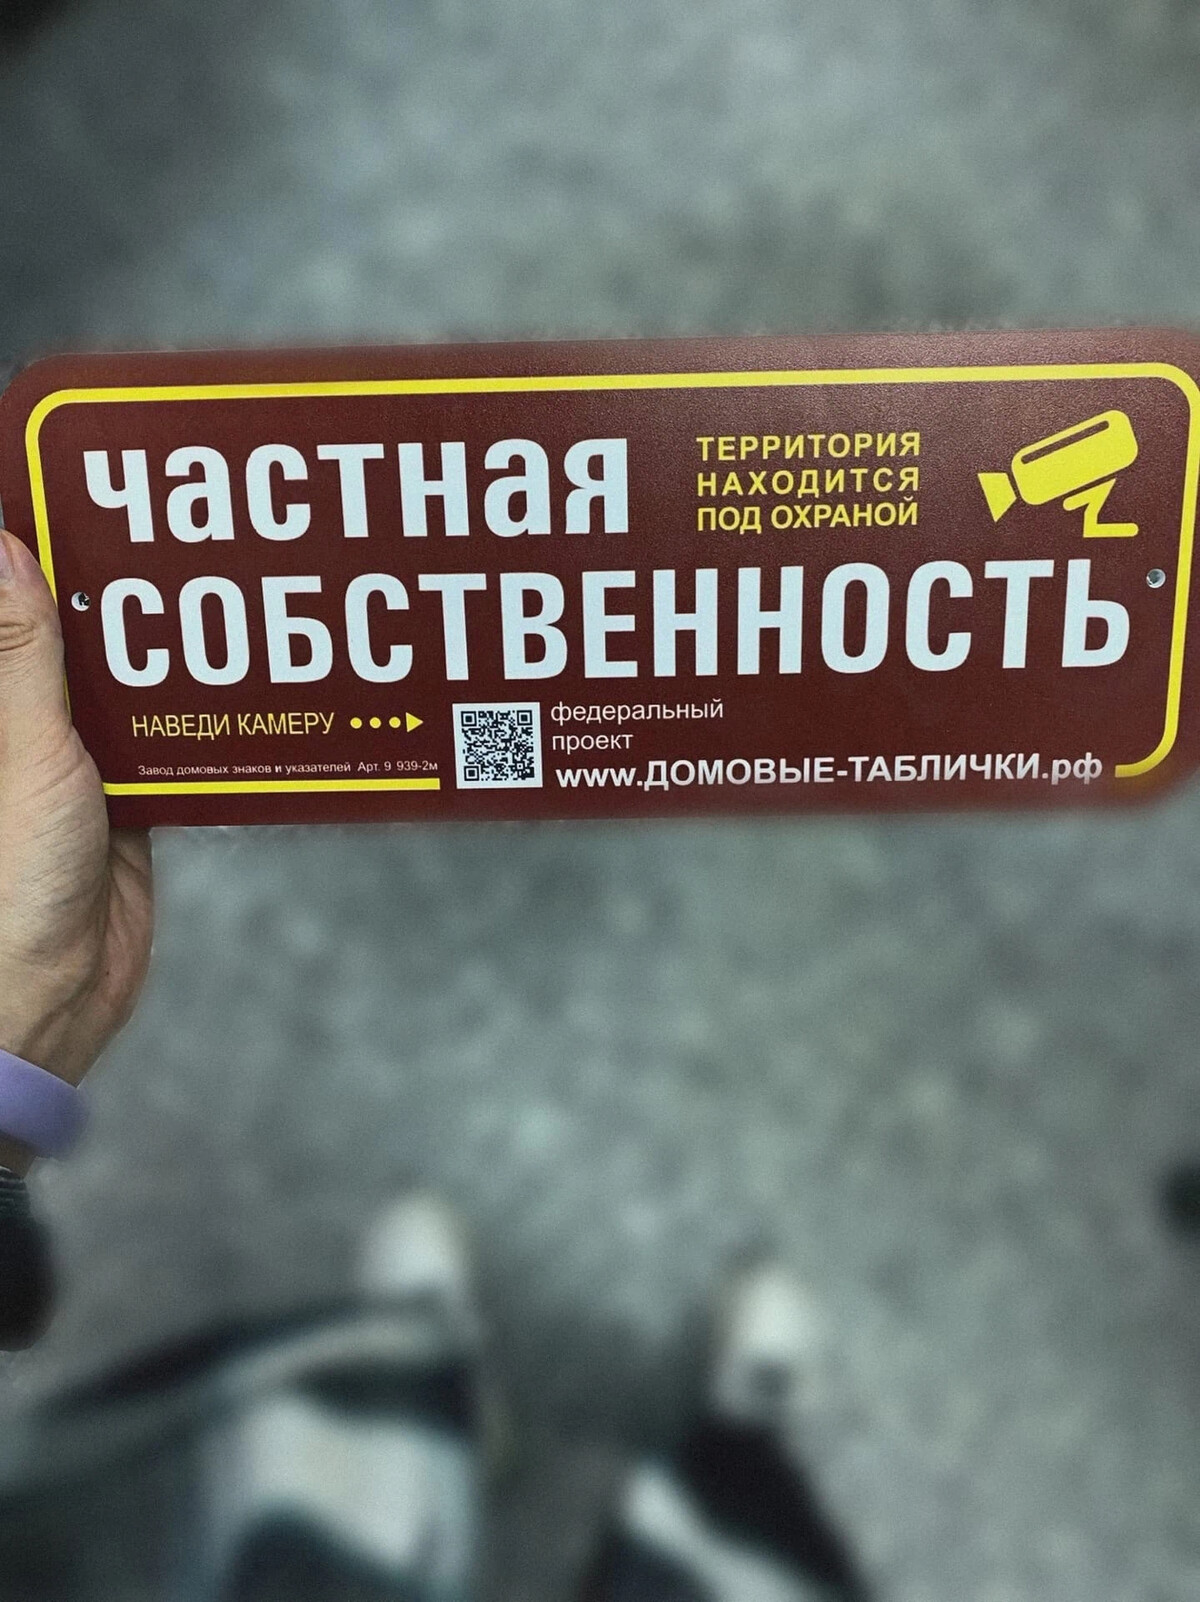 частная
СОБСТВЕННОСТЬ
ТЕРРИТОРИЯ
НАХОДИТСЯ
ПОД ОХРАНОЙ
НАВЕДИ КАМЕРУ
Завод домовых знаков и указателей Арт. 9 939-2м
федеральный
проект
www.ДОМОВЫЕ-ТАБЛИЧКИ.рф